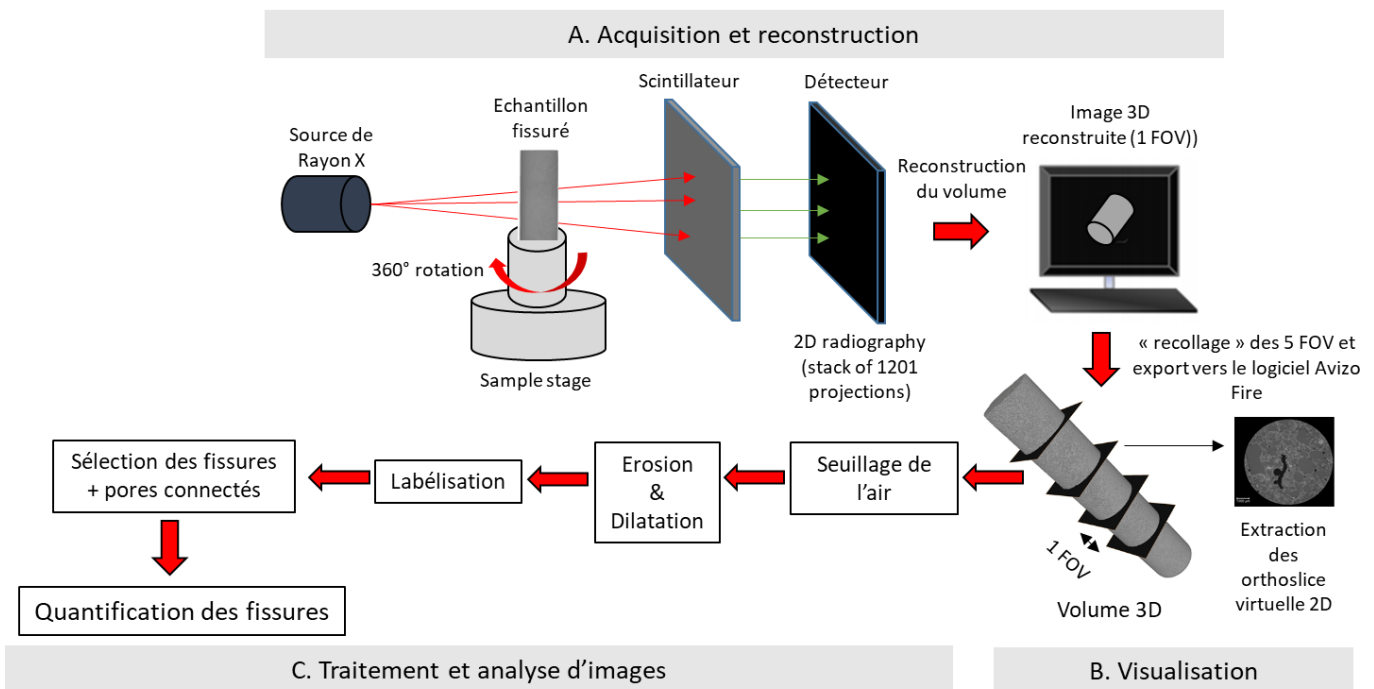 A. Acquisition et reconstruction
Scintillateur
Détecteur
Echantillon
fissuré
Source de
Rayon X
360° rotation
Sample stage
2D radiography
(stack of 1201
projections)
Reconstruction
du volume
Image 3D
reconstruite (1 FOV))
« recollage » des 5 FOV et
export vers le logiciel Avizo
Fire
1 FOV
Volume 3D
Extraction
des
orthoslice
virtuelle 2D
Seuillage de
l’air
Erosion
&
Dilatation
Labélisation
Sélection des fissures
+ pores connectés
Quantification des fissures
C. Traitement et analyse d’images
B. Visualisation